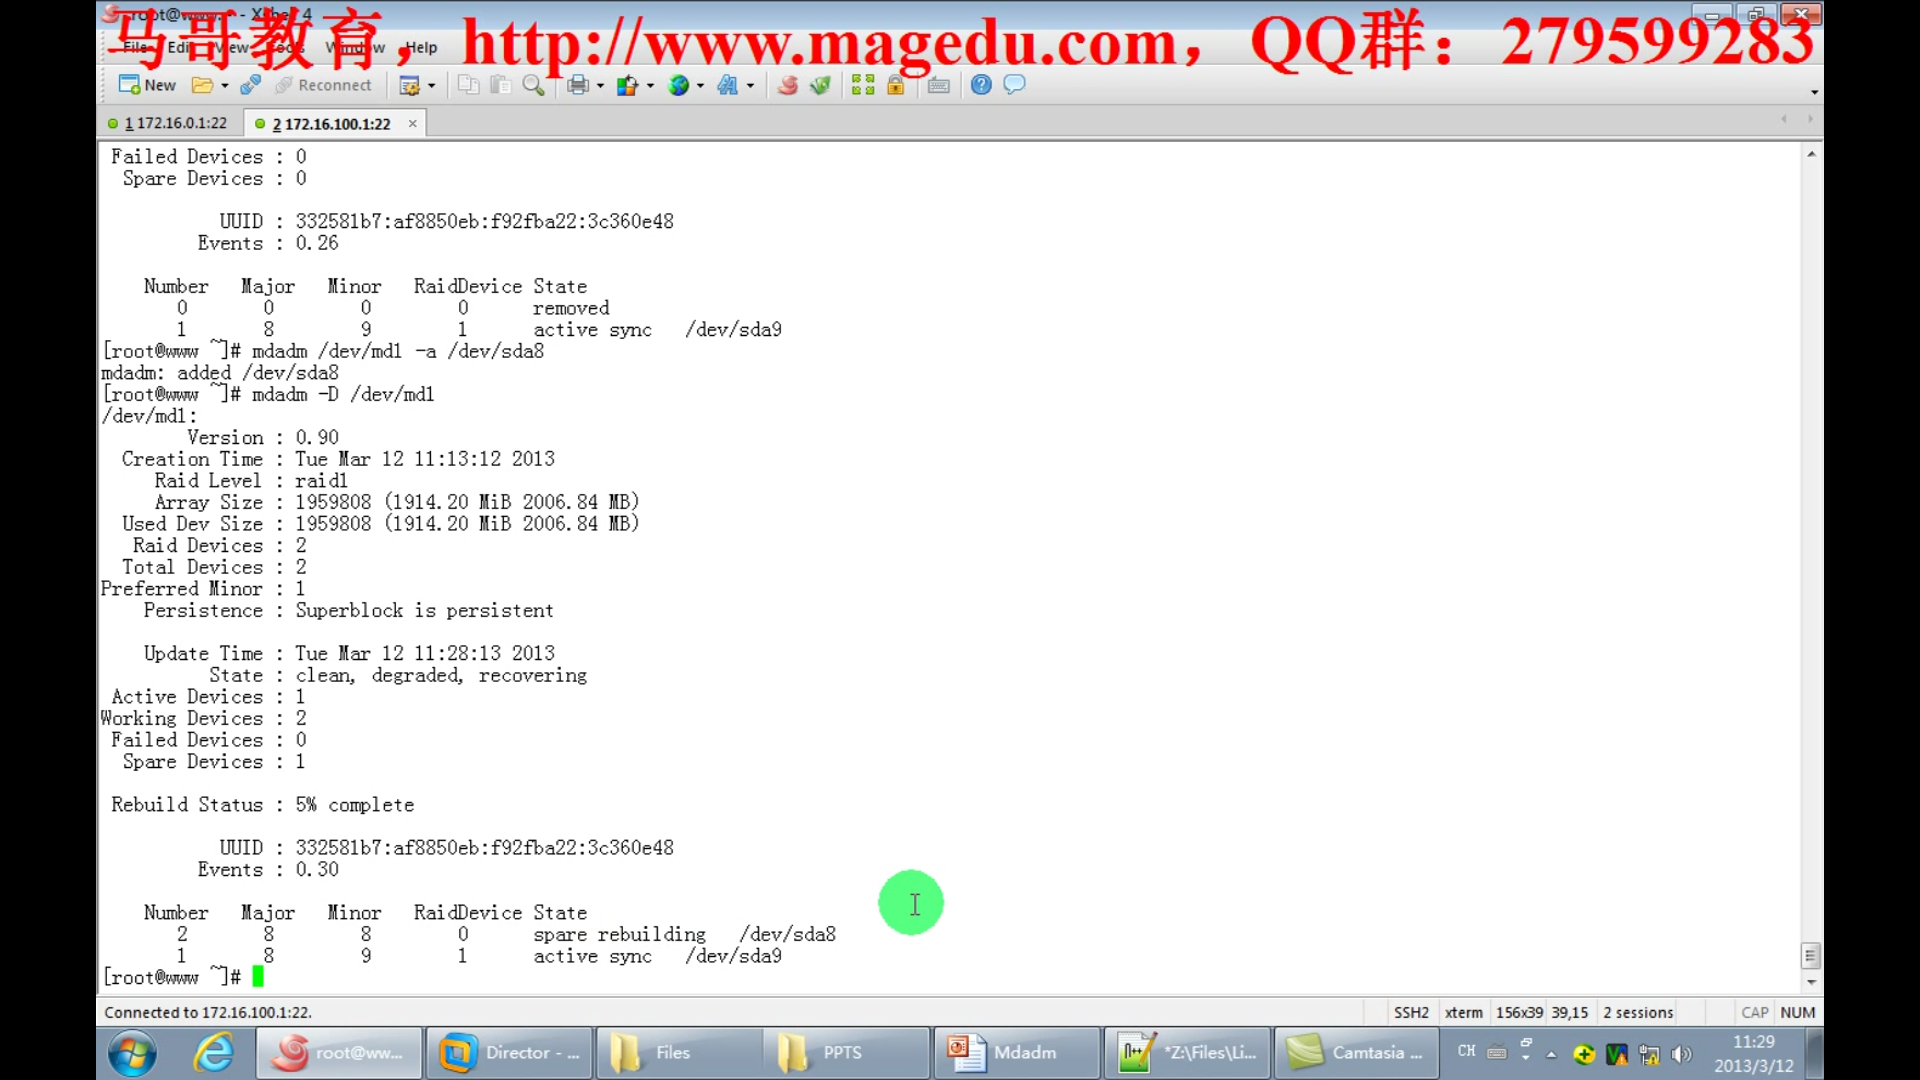 root@www:~ - Xshell 4
马哥教育，http://www.magedu.com，QQ群：279599283
File Edit View Tools Window Help
New Reconnect
1 172.16.0.1:22 2 172.16.100.1:22 ×
Failed Devices : 0
Spare Devices : 0
UUID : 332581b7:af8850eb:f92fba22:3c360e48
Events : 0.26
Number Major Minor RaidDevice State
0 0 0 0 removed
1 8 9 1 active sync /dev/sda9
[root@www ~]# mdadm /dev/md1 -a /dev/sda8
mdadm: added /dev/sda8
[root@www ~]# mdadm -D /dev/md1
/dev/md1:
Version : 0.90
Creation Time : Tue Mar 12 11:13:12 2013
Raid Level : raid1
Array Size : 1959808 (1914.20 MiB 2006.84 MB)
Used Dev Size : 1959808 (1914.20 MiB 2006.84 MB)
Raid Devices : 2
Total Devices : 2
Preferred Minor : 1
Persistence : Superblock is persistent
Update Time : Tue Mar 12 11:28:13 2013
State : clean, degraded, recovering
Active Devices : 1
Working Devices : 2
Failed Devices : 0
Spare Devices : 1
Rebuild Status : 5% complete
UUID : 332581b7:af8850eb:f92fba22:3c360e48
Events : 0.30
Number Major Minor RaidDevice State
2 8 8 0 spare rebuilding /dev/sda8
1 8 9 1 active sync /dev/sda9
[root@www ~]#
Connected to 172.16.100.1:22. SSH2 xterm 156x39 39,15 2 sessions CAP NUM
root@ww... Director - ... Files PPTS Mdadm *Z:\Files\Li... Camtasia ... CH 11:29
2013/3/12